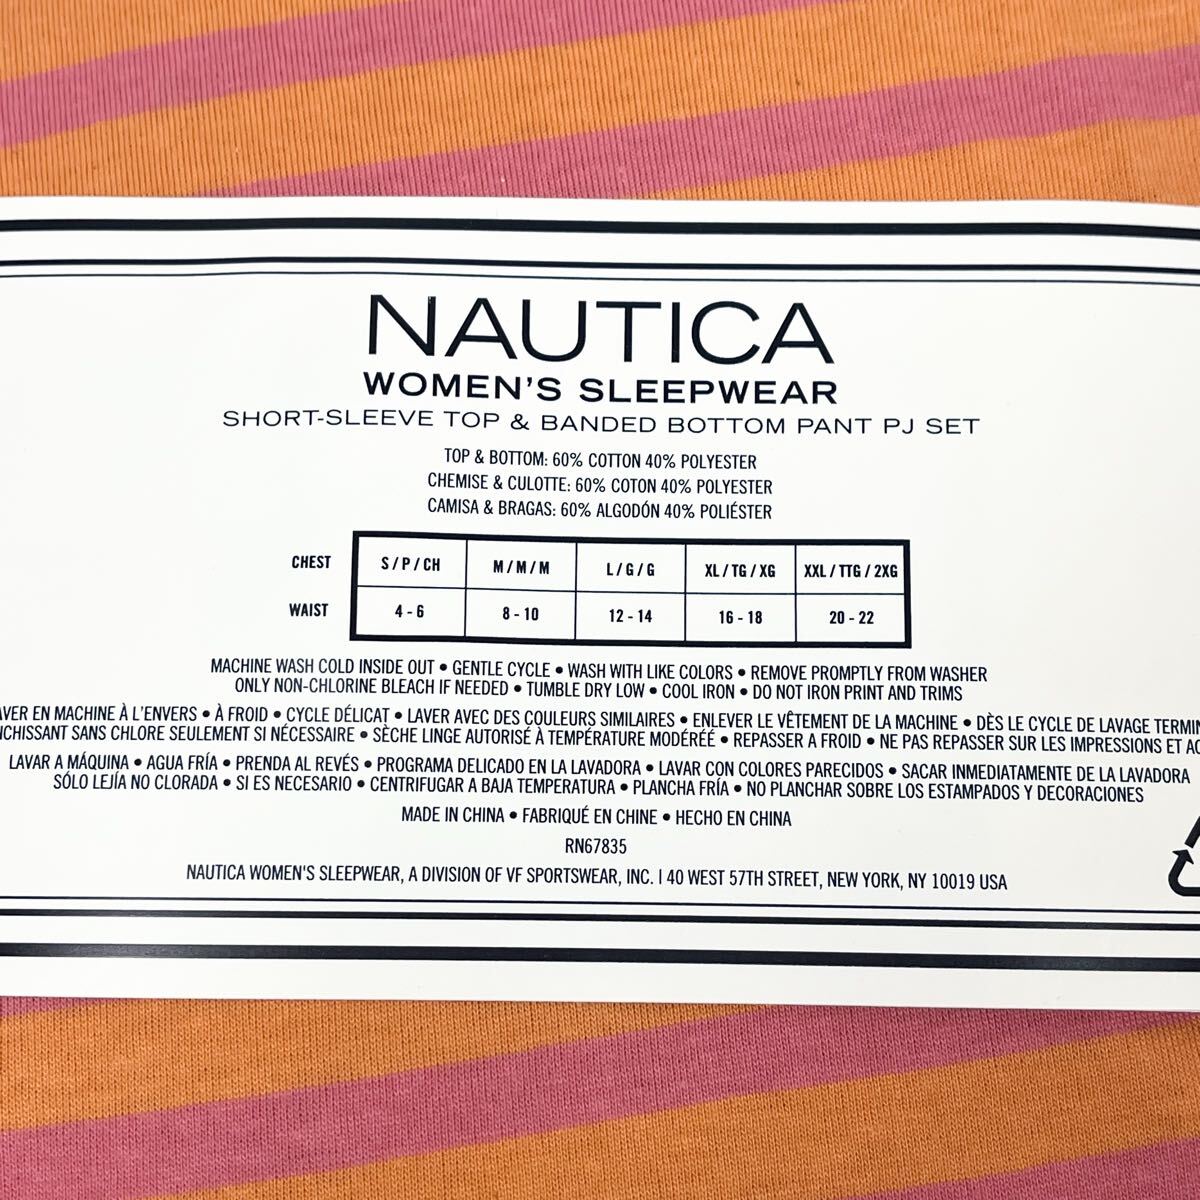 NAUTICA
WOMEN'S SLEEPWEAR
SHORT-SLEEVE TOP & BANDED BOTTOM PANT PJ SET
TOP & BOTTOM: 60% COTTON 40% POLYESTER
CHEMISE & CULOTTE: 60% COTON 40% POLYESTER
CAMISA & BRAGAS: 60% ALGODÓN 40% POLIÉSTER
CHEST S / P / CH M / M / M L / G / G XL / TG / XG XXL / TTG / 2XG
WAIST 4 - 6 8 - 10 12 - 14 16 - 18 20 - 22
MACHINE WASH COLD INSIDE OUT • GENTLE CYCLE • WASH WITH LIKE COLORS • REMOVE PROMPTLY FROM WASHER
ONLY NON-CHLORINE BLEACH IF NEEDED • TUMBLE DRY LOW • COOL IRON • DO NOT IRON PRINT AND TRIMS
AVER EN MACHINE À L'ENVERS • À FROID • CYCLE DÉLICAT • LAVER AVEC DES COULEURS SIMILAIRES • ENLEVER LE VÊTEMENT DE LA MACHINE • DÈS LE CYCLE DE LAVAGE TERMIN
NCHISSANT SANS CHLORE SEULEMENT SI NÉCESSAIRE • SÈCHE LINGE AUTORISÉ À TEMPÉRATURE MODÉRÉE • REPASSER A FROID • NE PAS REPASSER SUR LES IMPRESSIONS ET AC
LAVAR A MÁQUINA • AGUA FRÍA • PRENDA AL REVÉS • PROGRAMA DELICADO EN LA LAVADORA • LAVAR CON COLORES PARECIDOS • SACAR INMEDIATAMENTE DE LA LAVADORA
SÓLO LEJÍA NO CLORADA • SI ES NECESARIO • CENTRIFUGAR A BAJA TEMPERATURA • PLANCHA FRÍA • NO PLANCHAR SOBRE LOS ESTAMPADOS Y DECORACIONES
MADE IN CHINA • FABRIQUÉ EN CHINE • HECHO EN CHINA
RN67835
NAUTICA WOMEN'S SLEEPWEAR, A DIVISION OF VF SPORTSWEAR, INC. I 40 WEST 57TH STREET, NEW YORK, NY 10019 USA